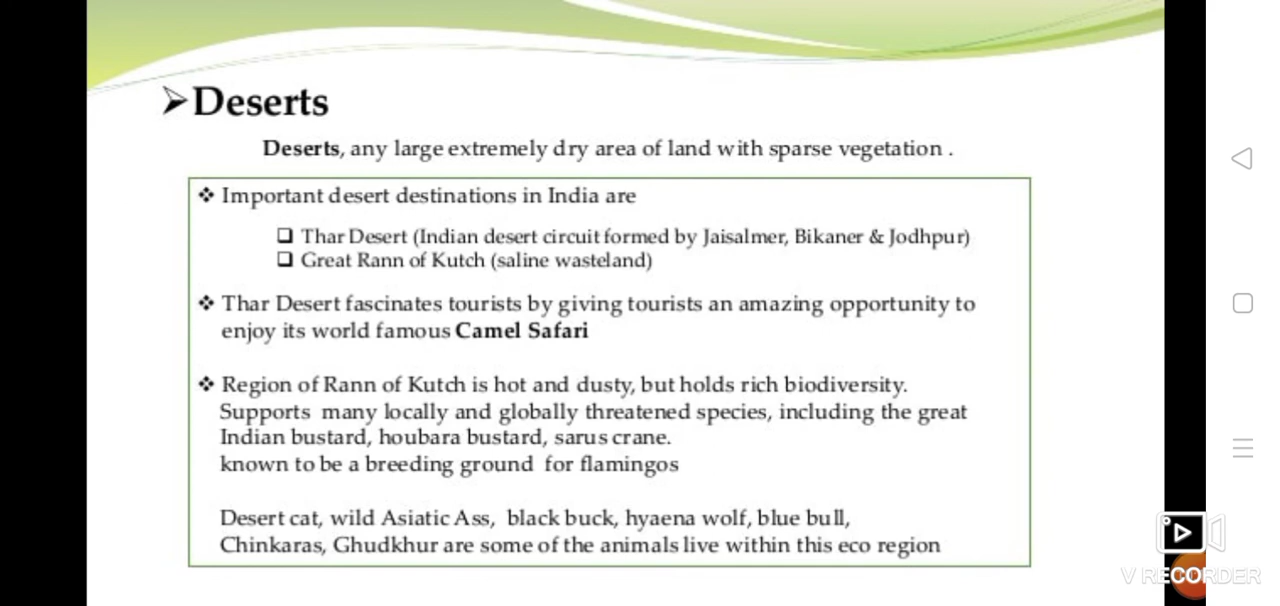 ➢Deserts
Deserts, any large extremely dry area of land with sparse vegetation .
❖ Important desert destinations in India are
❑ Thar Desert (Indian desert circuit formed by Jaisalmer, Bikaner & Jodhpur)
❑ Great Rann of Kutch (saline wasteland)
❖ Thar Desert fascinates tourists by giving tourists an amazing opportunity to
enjoy its world famous Camel Safari
❖ Region of Rann of Kutch is hot and dusty, but holds rich biodiversity.
Supports many locally and globally threatened species, including the great
Indian bustard, houbara bustard, sarus crane.
known to be a breeding ground for flamingos
Desert cat, wild Asiatic Ass, black buck, hyaena wolf, blue bull,
Chinkaras, Ghudkhur are some of the animals live within this eco region
V RECORDER